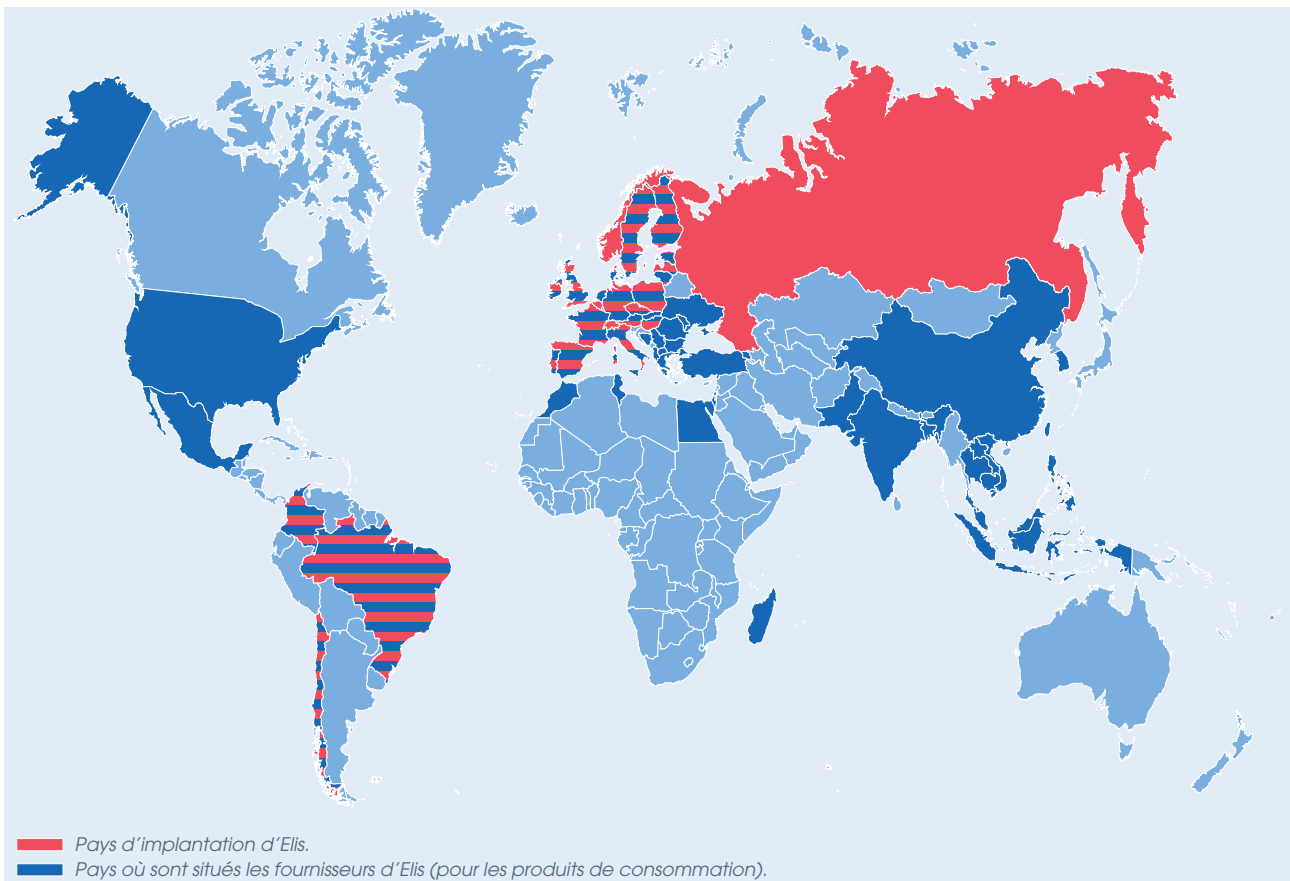 Pays d'implantation d'Elis.
Pays où sont situés les fournisseurs d'Elis (pour les produits de consommation).